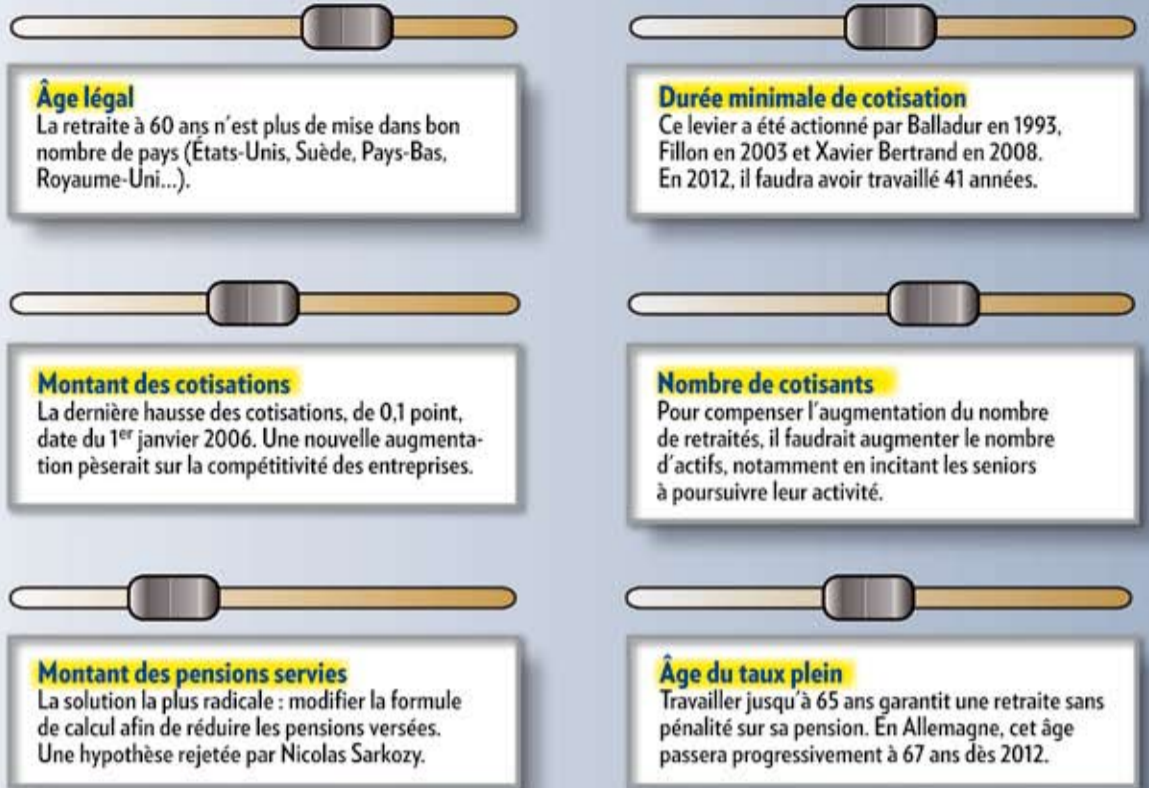 Âge légal
La retraite à 60 ans n'est plus de mise dans bon
nombre de pays (États-Unis, Suède, Pays-Bas,
Royaume-Uni...).
Durée minimale de cotisation
Ce levier a été actionné par Balladur en 1993,
Fillon en 2003 et Xavier Bertrand en 2008.
En 2012, il faudra avoir travaillé 41 années.
Montant des cotisations
La dernière hausse des cotisations, de 0,1 point,
date du 1er janvier 2006. Une nouvelle augmenta-
tion pèserait sur la compétitivité des entreprises.
Nombre de cotisants
Pour compenser l'augmentation du nombre
de retraités, il faudrait augmenter le nombre
d'actifs, notamment en incitant les seniors
à poursuivre leur activité.
Montant des pensions servies
La solution la plus radicale : modifier la formule
de calcul afin de réduire les pensions versées.
Une hypothèse rejetée par Nicolas Sarkozy.
Âge du taux plein
Travailler jusqu'à 65 ans garantit une retraite sans
pénalité sur sa pension. En Allemagne, cet âge
passera progressivement à 67 ans dès 2012.